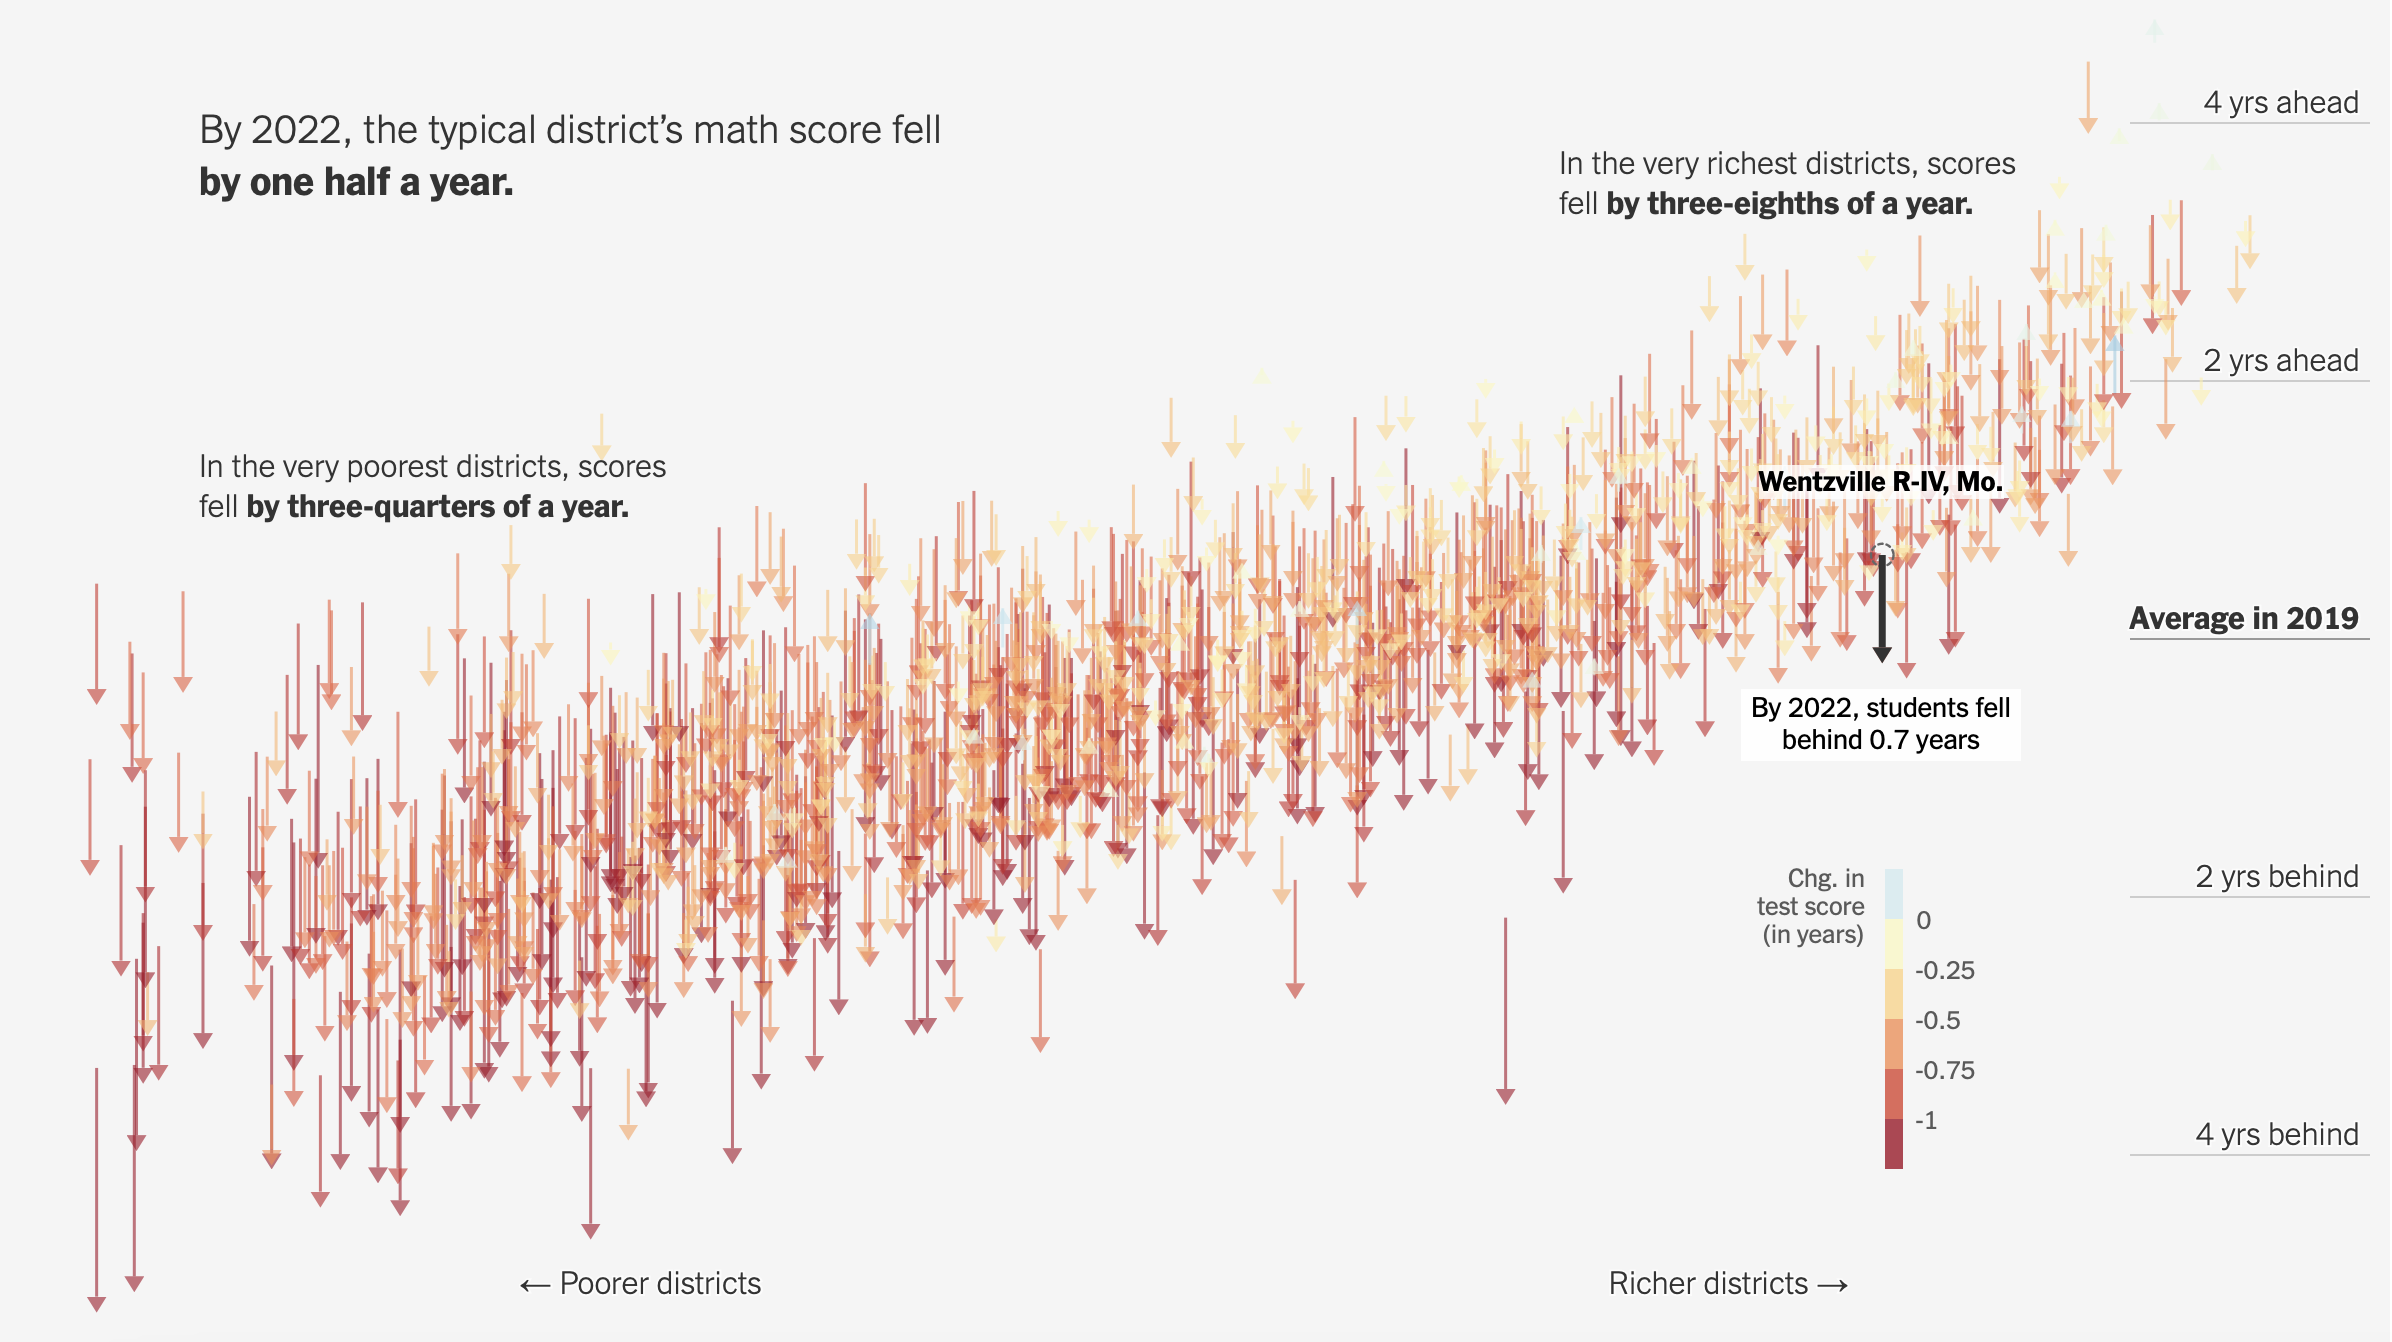 By 2022, the typical district’s math score fell
by one half a year.
In the very richest districts, scores
fell by three-eighths of a year.
4 yrs ahead
2 yrs ahead
In the very poorest districts, scores
fell by three-quarters of a year.
Wentzville R-IV, Mo.
Average in 2019
By 2022, students fell
behind 0.7 years
2 yrs behind
Chg. in
test score
(in years)
0
-0.25
-0.5
-0.75
-1
4 yrs behind
← Poorer districts
Richer districts →